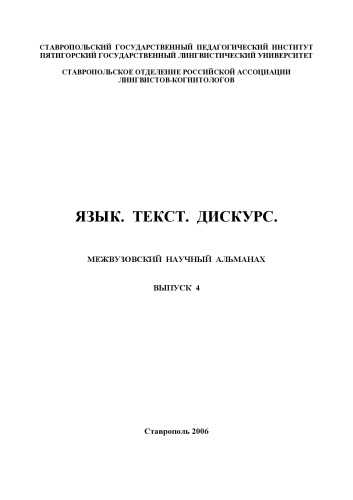 СТАВРОПОЛЬСКИЙ ГОСУДАРСТВЕННЫЙ ПЕДАГОГИЧЕСКИЙ ИНСТИТУТ
ПЯТИГОРСКИЙ ГОСУДАРСТВЕННЫЙ ЛИНГВИСТИЧЕСКИЙ УНИВЕРСИТЕТ
СТАВРОПОЛЬСКОЕ ОТДЕЛЕНИЕ РОССИЙСКОЙ АССОЦИАЦИИ
ЛИНГВИСТОВ-КОГНИТОЛОГОВ
ЯЗЫК. ТЕКСТ. ДИСКУРС.
МЕЖВУЗОВСКИЙ НАУЧНЫЙ АЛЬМАНАХ
ВЫПУСК 4
Ставрополь 2006